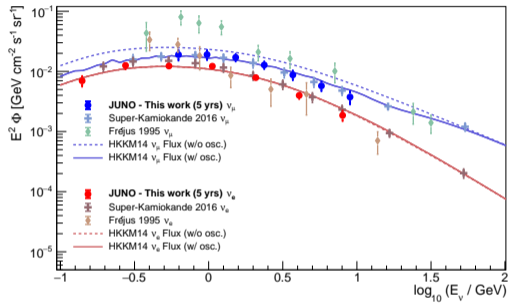 E² Φ [GeV cm⁻² s⁻¹ sr⁻¹]
10⁻¹
10⁻²
10⁻³
10⁻⁴
10⁻⁵
JUNO - This work (5 yrs) νμ
Super-Kamiokande 2016 νμ
Fréjus 1995 νμ
HKKM14 νμ Flux (w/o osc.)
HKKM14 νμ Flux (w/ osc.)
JUNO - This work (5 yrs) νe
Super-Kamiokande 2016 νe
Fréjus 1995 νe
HKKM14 νe Flux (w/o osc.)
HKKM14 νe Flux (w/ osc.)
−1 −0.5 0 0.5 1 1.5 2
log₁₀ (Eν / GeV)